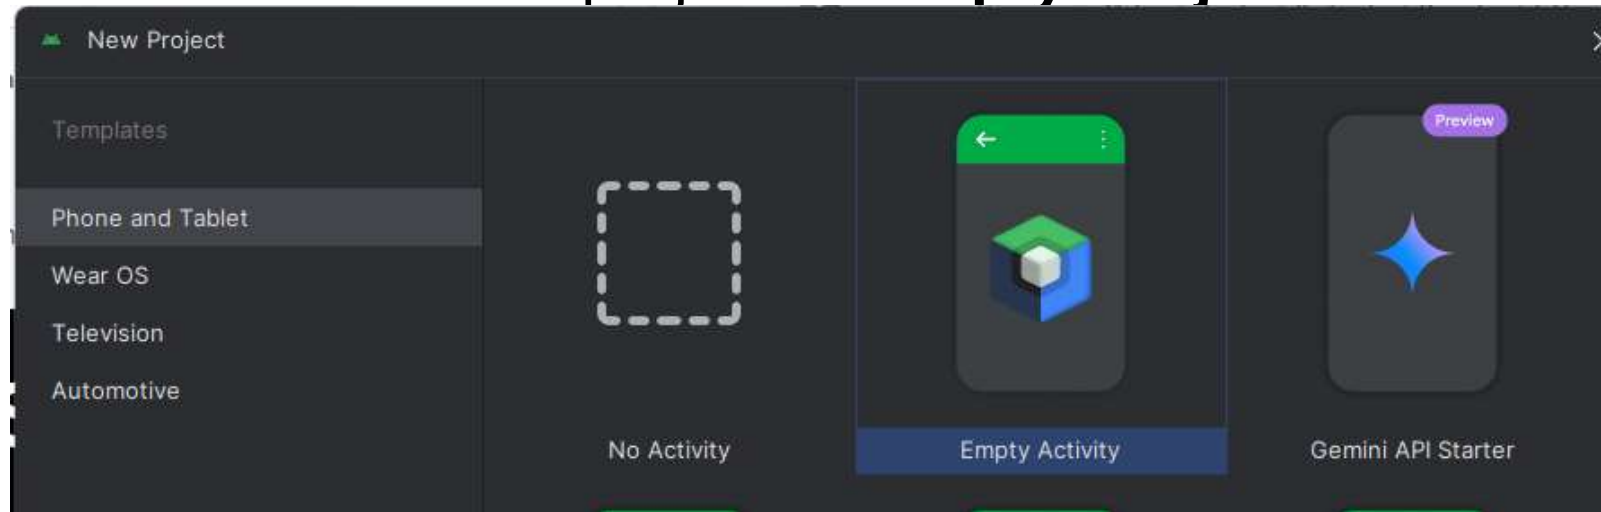 New Project
Templates
Phone and Tablet
Wear OS
Television
Automotive
Preview
No Activity
Empty Activity
Gemini API Starter